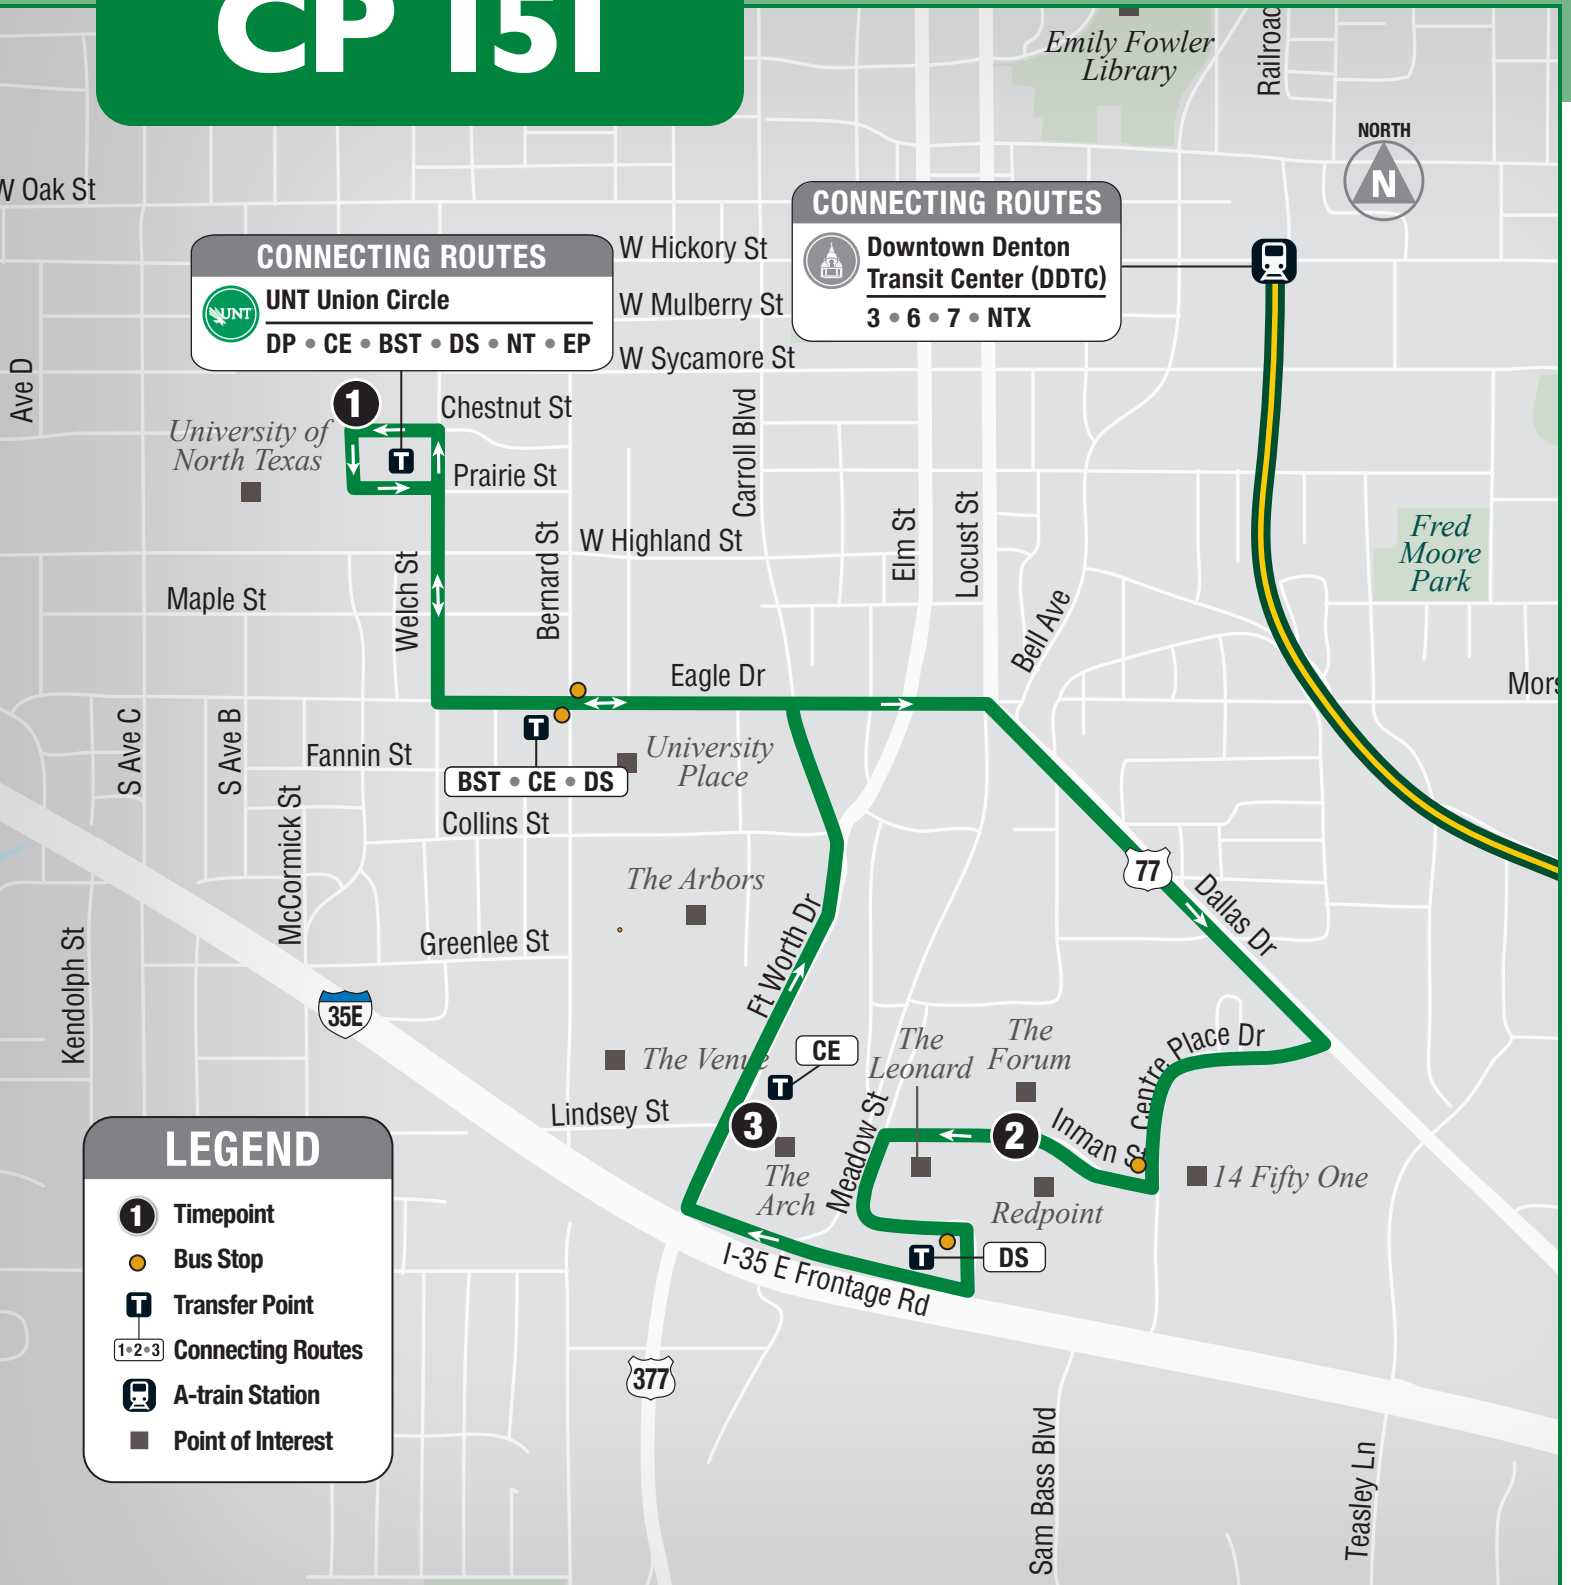 CP 151
Emily Fowler
Library
Railroad
NORTH
N
W Oak St
CONNECTING ROUTES
Downtown Denton
Transit Center (DDTC)
3 • 6 • 7 • NTX
CONNECTING ROUTES
UNT
UNT Union Circle
DP • CE • BST • DS • NT • EP
W Hickory St
W Mulberry St
W Sycamore St
Ave D
1
Chestnut St
University of
North Texas
T
Prairie St
Carroll Blvd
W Highland St
Bernard St
Elm St
Locust St
Fred
Moore
Park
Maple St
Welch St
Bell Ave
Eagle Dr
Mors
S Ave C
S Ave B
Fannin St
T
BST • CE • DS
University
Place
McCormick St
Collins St
77
Dallas Dr
The Arbors
Greenlee St
Kendolph St
35E
Ft Worth Dr
The Venue
CE
T
The
Leonard
The
Forum
Centre Place Dr
Lindsey St
3
2
Inman St
Meadow St
The
Arch
Redpoint
14 Fifty One
T
DS
I-35 E Frontage Rd
377
Sam Bass Blvd
Teasley Ln
LEGEND
1 Timepoint
Bus Stop
T Transfer Point
1•2•3 Connecting Routes
A-train Station
Point of Interest